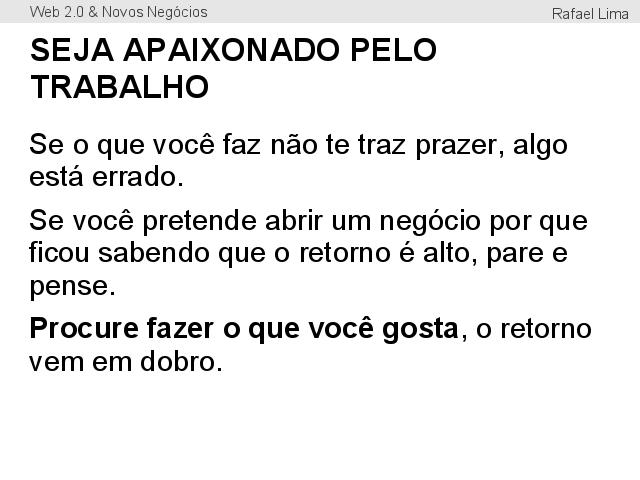 Web 2.0 & Novos Negócios
Rafael Lima
SEJA APAIXONADO PELO
TRABALHO
Se o que você faz não te traz prazer, algo
está errado.
Se você pretende abrir um negócio por que
ficou sabendo que o retorno é alto, pare e
pense.
Procure fazer o que você gosta, o retorno
vem em dobro.